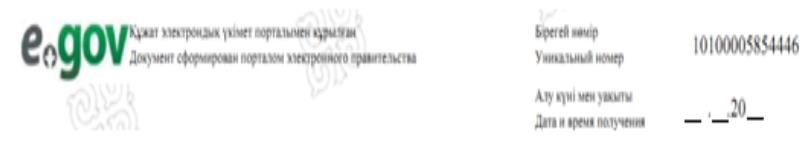 e.gov
Құжат электрондық үкімет порталымен құрылған
Документ сформирован порталом электронного правительства
Бірегей нөмір
Уникальный номер
10100005854446
Алу күні мен уақыты
Дата и время получения
__.__.20__